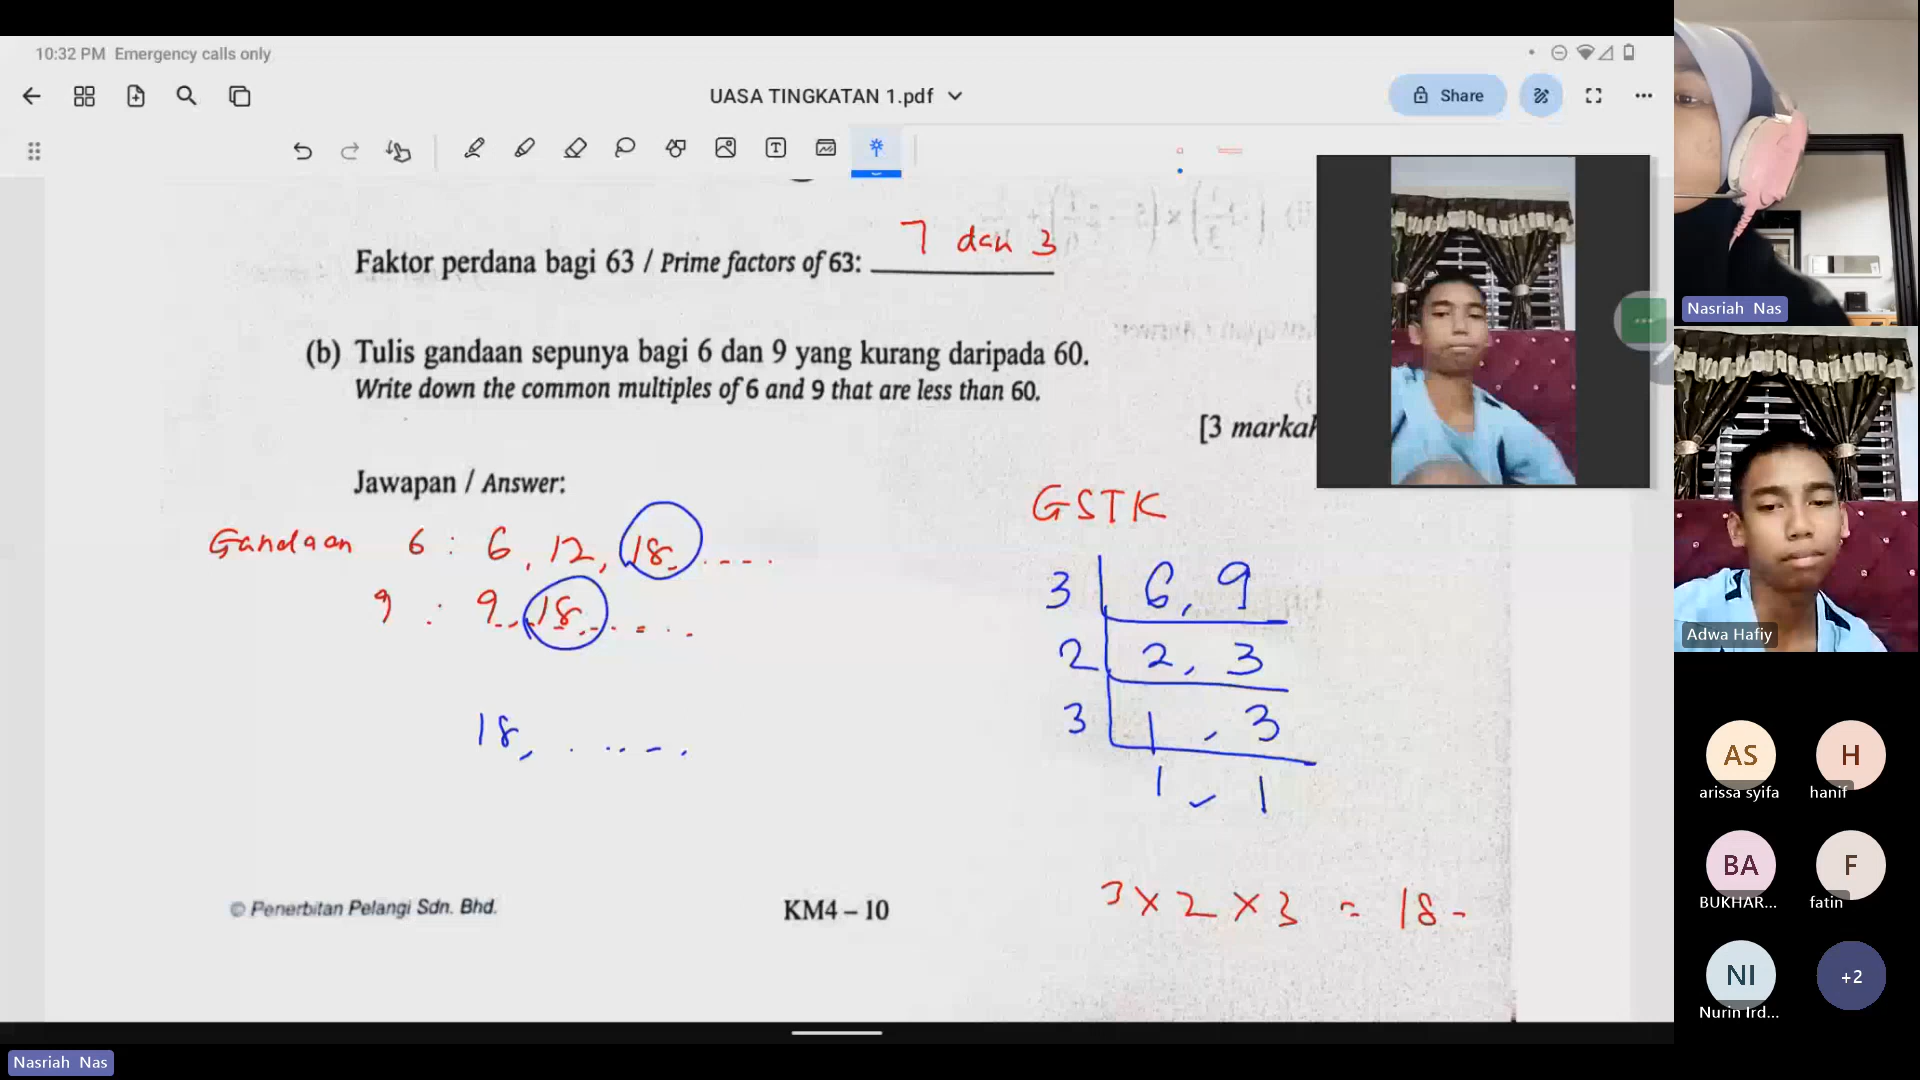 10:32 PM Emergency calls only
UASA TINGKATAN 1.pdf
Share
7 dan 3
Faktor perdana bagi 63 / Prime factors of 63:
(b) Tulis gandaan sepunya bagi 6 dan 9 yang kurang daripada 60.
Write down the common multiples of 6 and 9 that are less than 60.
[3 markah
Jawapan / Answer:
Gandaan 6 : 6, 12, 18, ....
9 : 9, 18, .....
18, .....
GSTK
3 6, 9
2 2, 3
3 1, 3
1, 1
3 × 2 × 3 = 18
© Penerbitan Pelangi Sdn. Bhd.
KM4 – 10
Nasriah Nas
Nasriah Nas
Adwa Hafiy
AS
arissa syifa
H
hanif
BA
BUKHAR...
F
fatin
NI
Nurin Ird...
+2